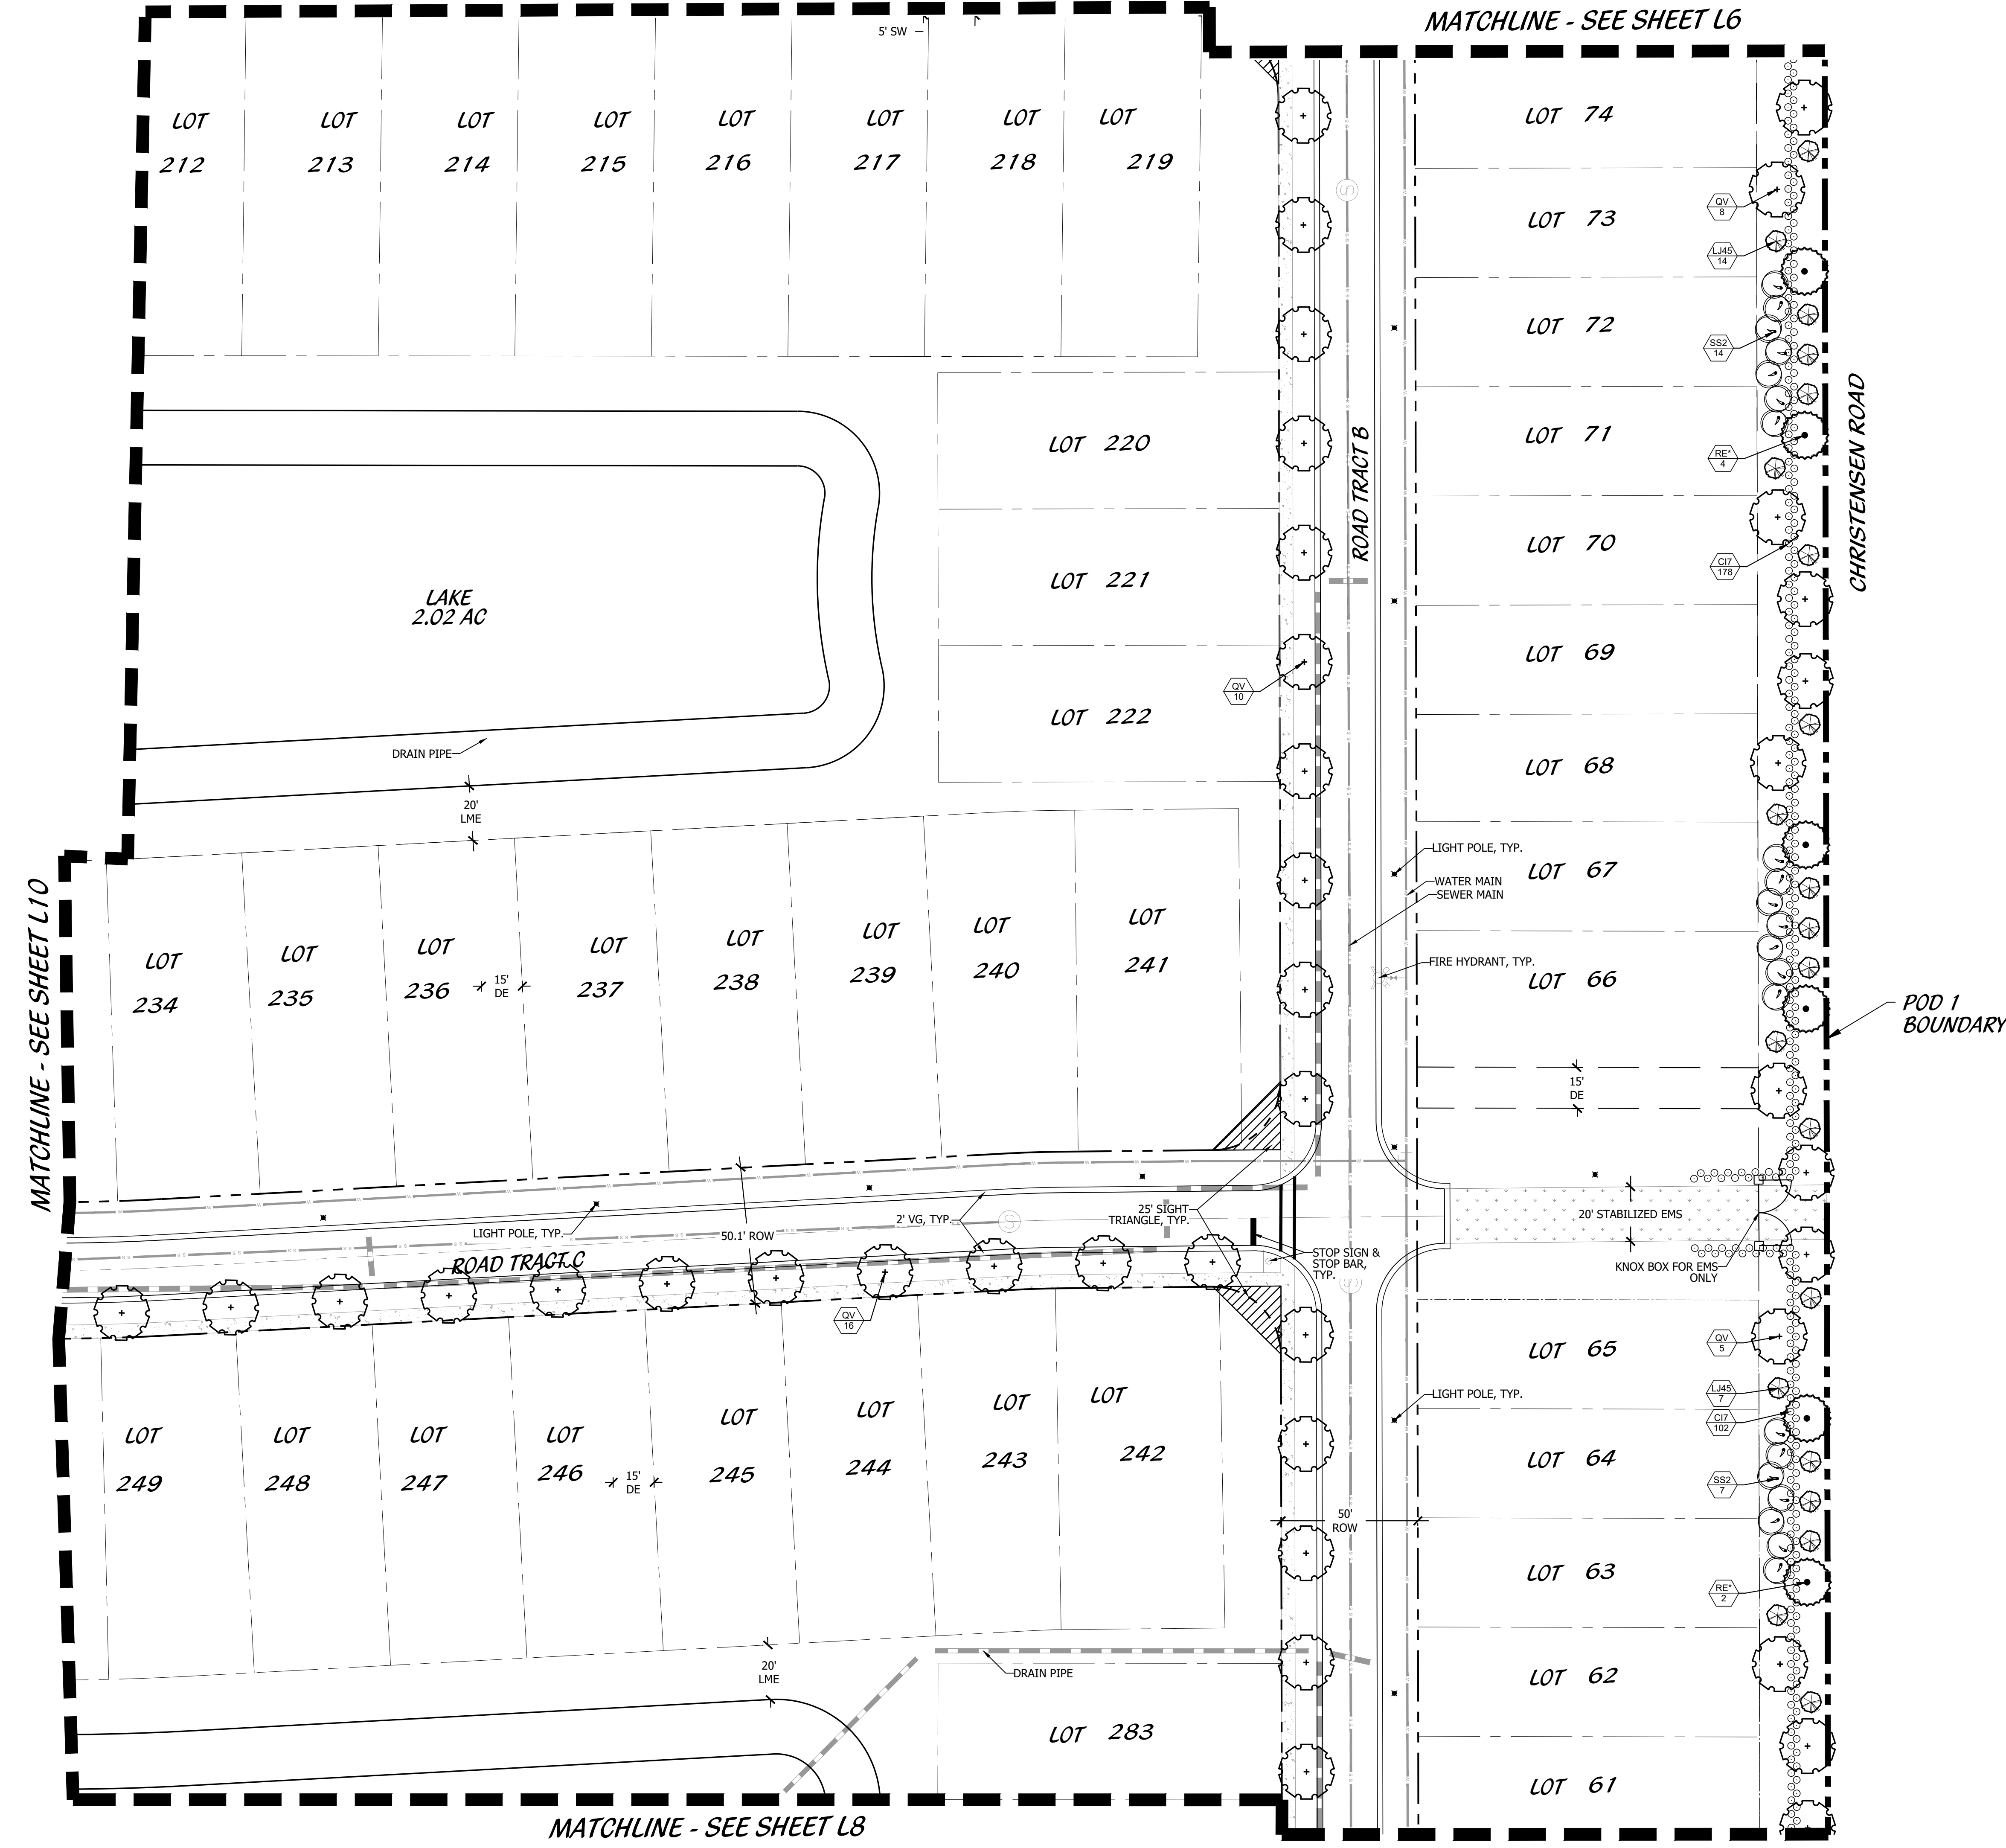 MATCHLINE - SEE SHEET L6
5' SW
LOT 212
LOT 213
LOT 214
LOT 215
LOT 216
LOT 217
LOT 218
LOT 219
LOT 74
LOT 73
LOT 72
LOT 71
LOT 70
LOT 69
LOT 68
LOT 67
LOT 66
QV
8
LJ45
14
SS2
14
RE*
4
CI7
178
CHRISTENSEN ROAD
ROAD TRACT B
LOT 220
LOT 221
LOT 222
LAKE
2.02 AC
DRAIN PIPE
20'
LME
QV
10
LIGHT POLE, TYP.
WATER MAIN
SEWER MAIN
FIRE HYDRANT, TYP.
MATCHLINE - SEE SHEET L10
LOT 234
LOT 235
LOT 236
15'
DE
LOT 237
LOT 238
LOT 239
LOT 240
LOT 241
POD 1
BOUNDARY
15'
DE
25' SIGHT
TRIANGLE, TYP.
2' VG, TYP.
LIGHT POLE, TYP.
50.1' ROW
ROAD TRACT C
S
S
S
20' STABILIZED EMS
STOP SIGN &
STOP BAR,
TYP.
KNOX BOX FOR EMS
ONLY
QV
16
LOT 65
LOT 64
LOT 63
LOT 62
LOT 61
QV
5
LJ45
7
CI7
102
SS2
7
RE*
2
LIGHT POLE, TYP.
LOT 249
LOT 248
LOT 247
LOT 246
15'
DE
LOT 245
LOT 244
LOT 243
LOT 242
50'
ROW
20'
LME
DRAIN PIPE
LOT 283
MATCHLINE - SEE SHEET L8